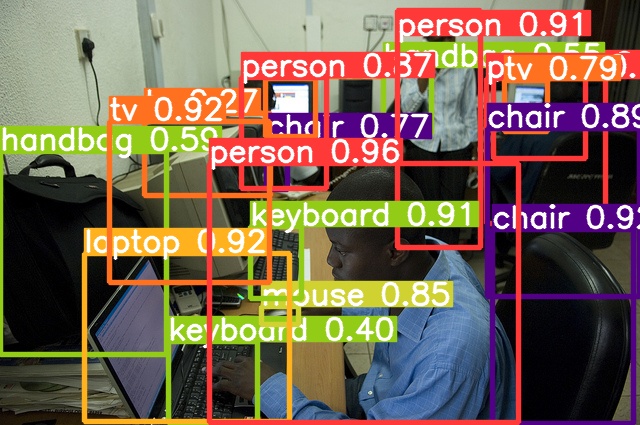 person 0.91
handbag 0.55
person 0.87
tv 0.79
tv 0.92
0.27
chair 0.77
chair 0.89
handbag 0.59
person 0.96
keyboard 0.91
chair 0.92
laptop 0.92
mouse 0.85
keyboard 0.40